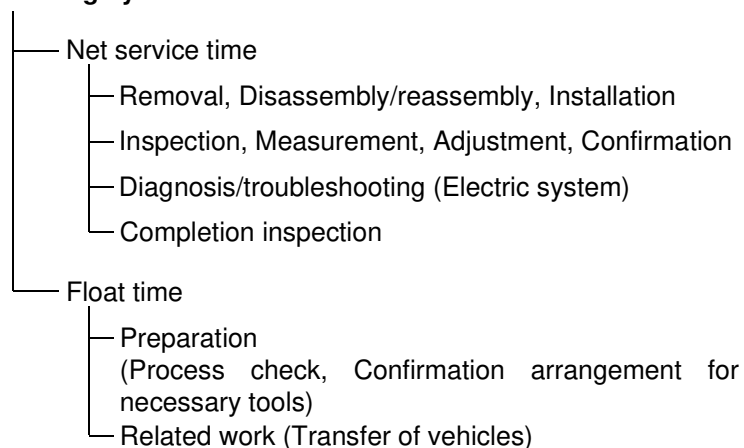 Net service time
Removal, Disassembly/reassembly, Installation
Inspection, Measurement, Adjustment, Confirmation
Diagnosis/troubleshooting (Electric system)
Completion inspection
Float time
Preparation
(Process check, Confirmation arrangement for
necessary tools)
Related work (Transfer of vehicles)